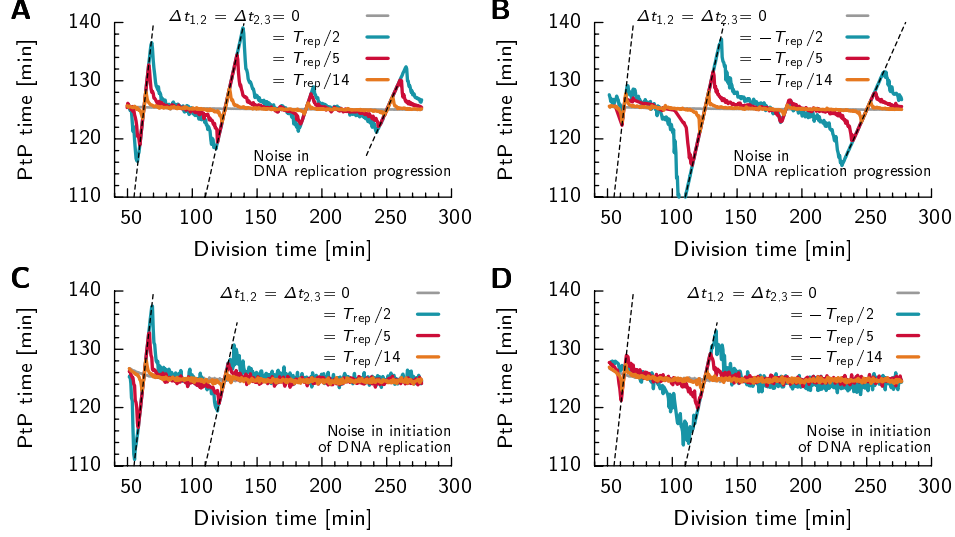 A
PtP time [min]
140
130
120
110
Δt1,2 = Δt2,3 = 0
= Trep/2
= Trep/5
= Trep/14
Noise in
DNA replication progression
50 100 150 200 250 300
Division time [min]
B
PtP time [min]
140
130
120
110
Δt1,2 = Δt2,3 = 0
= −Trep/2
= −Trep/5
= −Trep/14
Noise in
DNA replication progression
50 100 150 200 250 300
Division time [min]
C
PtP time [min]
140
130
120
110
Δt1,2 = Δt2,3 = 0
= Trep/2
= Trep/5
= Trep/14
Noise in initiation
of DNA replication
50 100 150 200 250 300
Division time [min]
D
PtP time [min]
140
130
120
110
Δt1,2 = Δt2,3 = 0
= −Trep/2
= −Trep/5
= −Trep/14
Noise in initiation
of DNA replication
50 100 150 200 250 300
Division time [min]